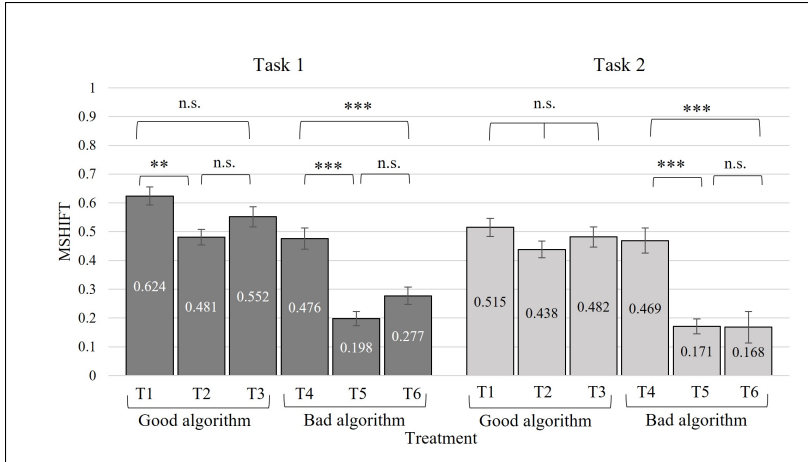 Task 1 Task 2
1
0.9
0.8
0.7
0.6
0.5
0.4
0.3
0.2
0.1
0
MSHIFT
n.s. *** n.s. ***
** n.s. *** n.s. *** n.s.
0.624 0.481 0.552 0.476 0.198 0.277 0.515 0.438 0.482 0.469 0.171 0.168
T1 T2 T3 T4 T5 T6 T1 T2 T3 T4 T5 T6
Good algorithm Bad algorithm Good algorithm Bad algorithm
Treatment